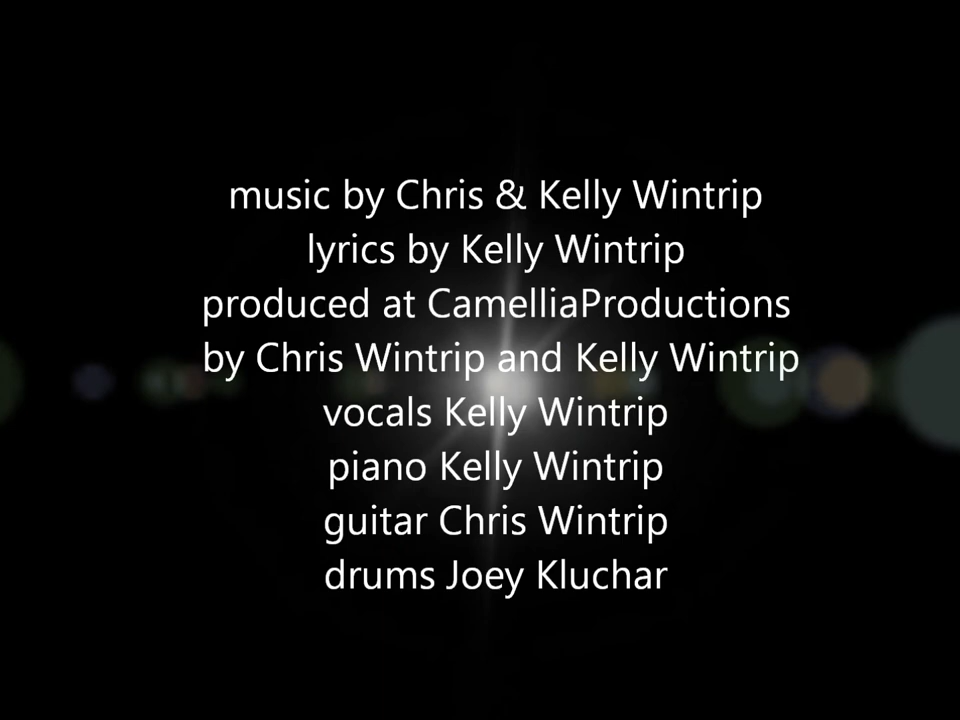 music by Chris & Kelly Wintrip
lyrics by Kelly Wintrip
produced at CamelliaProductions
by Chris Wintrip and Kelly Wintrip
vocals Kelly Wintrip
piano Kelly Wintrip
guitar Chris Wintrip
drums Joey Kluchar